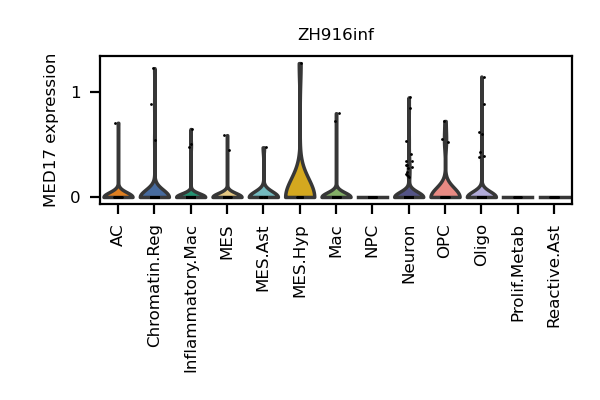 ZH916inf
MED17 expression
1
0
AC
Chromatin.Reg
Inflammatory.Mac
MES
MES.Ast
MES.Hyp
Mac
NPC
Neuron
OPC
Oligo
Prolif.Metab
Reactive.Ast